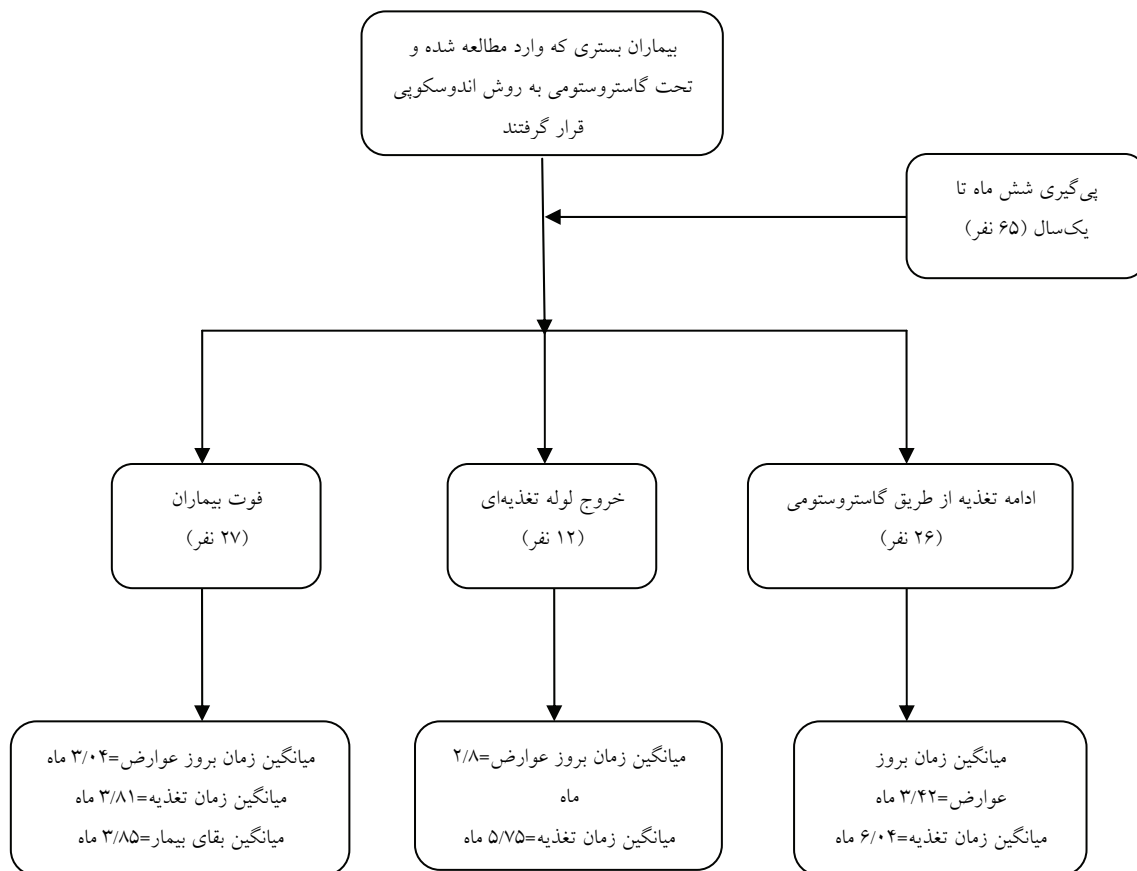 بیماران بستری که وارد مطالعه شده و
تحت گاستروستومی به روش اندوسکوپی
قرار گرفتند
پی‌گیری شش ماه تا
یک‌سال (۶۵ نفر)
ادامه تغذیه از طریق گاستروستومی
(۲۶ نفر)
خروج لوله تغذیه‌ای
(۱۲ نفر)
فوت بیماران
(۲۷ نفر)
میانگین زمان بروز
عوارض=۳/۴۲ ماه
میانگین زمان تغذیه=۶/۰۴ ماه
میانگین زمان بروز عوارض=۲/۸
ماه
میانگین زمان تغذیه=۵/۷۵ ماه
میانگین زمان بروز عوارض=۳/۰۴ ماه
میانگین زمان تغذیه=۳/۸۱ ماه
میانگین بقای بیمار=۳/۸۵ ماه